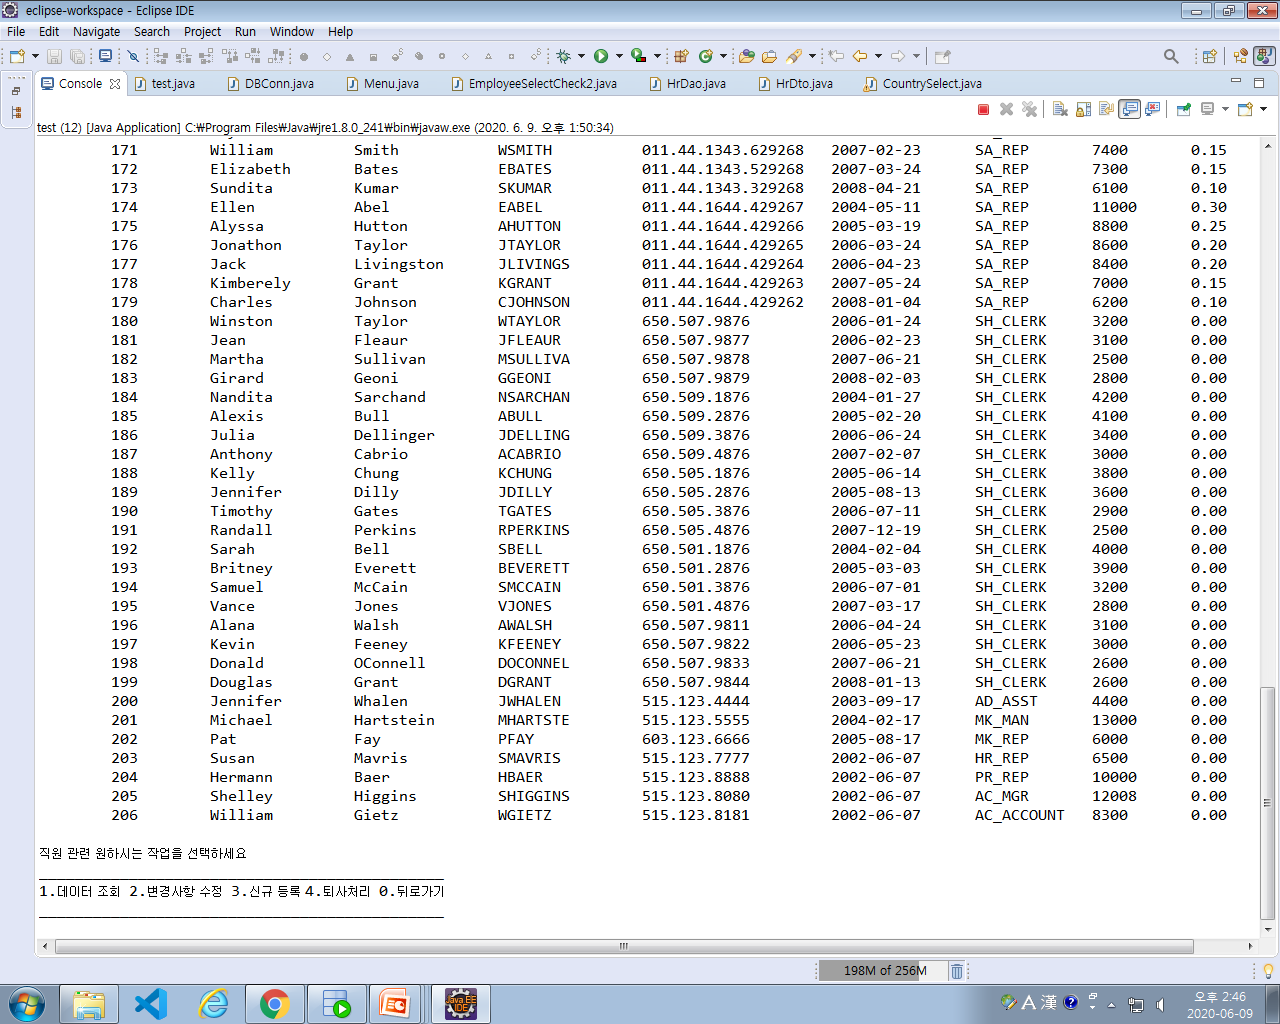 eclipse-workspace - Eclipse IDE
File Edit Navigate Search Project Run Window Help
Console test.java DBConn.java Menu.java EmployeeSelectCheck2.java HrDao.java HrDto.java CountrySelect.java
test (12) [Java Application] C:₩Program Files₩Java₩jre1.8.0_241₩bin₩javaw.exe (2020. 6. 9. 오후 1:50:34)
171 William Smith WSMITH 011.44.1343.629268 2007-02-23 SA_REP 7400 0.15
172 Elizabeth Bates EBATES 011.44.1343.529268 2007-03-24 SA_REP 7300 0.15
173 Sundita Kumar SKUMAR 011.44.1343.329268 2008-04-21 SA_REP 6100 0.10
174 Ellen Abel EABEL 011.44.1644.429267 2004-05-11 SA_REP 11000 0.30
175 Alyssa Hutton AHUTTON 011.44.1644.429266 2005-03-19 SA_REP 8800 0.25
176 Jonathon Taylor JTAYLOR 011.44.1644.429265 2006-03-24 SA_REP 8600 0.20
177 Jack Livingston JLIVINGS 011.44.1644.429264 2006-04-23 SA_REP 8400 0.20
178 Kimberely Grant KGRANT 011.44.1644.429263 2007-05-24 SA_REP 7000 0.15
179 Charles Johnson CJOHNSON 011.44.1644.429262 2008-01-04 SA_REP 6200 0.10
180 Winston Taylor WTAYLOR 650.507.9876 2006-01-24 SH_CLERK 3200 0.00
181 Jean Fleaur JFLEAUR 650.507.9877 2006-02-23 SH_CLERK 3100 0.00
182 Martha Sullivan MSULLIVA 650.507.9878 2007-06-21 SH_CLERK 2500 0.00
183 Girard Geoni GGEONI 650.507.9879 2008-02-03 SH_CLERK 2800 0.00
184 Nandita Sarchand NSARCHAN 650.509.1876 2004-01-27 SH_CLERK 4200 0.00
185 Alexis Bull ABULL 650.509.2876 2005-02-20 SH_CLERK 4100 0.00
186 Julia Dellinger JDELLING 650.509.3876 2006-06-24 SH_CLERK 3400 0.00
187 Anthony Cabrio ACABRIO 650.509.4876 2007-02-07 SH_CLERK 3000 0.00
188 Kelly Chung KCHUNG 650.505.1876 2005-06-14 SH_CLERK 3800 0.00
189 Jennifer Dilly JDILLY 650.505.2876 2005-08-13 SH_CLERK 3600 0.00
190 Timothy Gates TGATES 650.505.3876 2006-07-11 SH_CLERK 2900 0.00
191 Randall Perkins RPERKINS 650.505.4876 2007-12-19 SH_CLERK 2500 0.00
192 Sarah Bell SBELL 650.501.1876 2004-02-04 SH_CLERK 4000 0.00
193 Britney Everett BEVERETT 650.501.2876 2005-03-03 SH_CLERK 3900 0.00
194 Samuel McCain SMCCAIN 650.501.3876 2006-07-01 SH_CLERK 3200 0.00
195 Vance Jones VJONES 650.501.4876 2007-03-17 SH_CLERK 2800 0.00
196 Alana Walsh AWALSH 650.507.9811 2006-04-24 SH_CLERK 3100 0.00
197 Kevin Feeney KFEENEY 650.507.9822 2006-05-23 SH_CLERK 3000 0.00
198 Donald OConnell DOCONNEL 650.507.9833 2007-06-21 SH_CLERK 2600 0.00
199 Douglas Grant DGRANT 650.507.9844 2008-01-13 SH_CLERK 2600 0.00
200 Jennifer Whalen JWHALEN 515.123.4444 2003-09-17 AD_ASST 4400 0.00
201 Michael Hartstein MHARTSTE 515.123.5555 2004-02-17 MK_MAN 13000 0.00
202 Pat Fay PFAY 603.123.6666 2005-08-17 MK_REP 6000 0.00
203 Susan Mavris SMAVRIS 515.123.7777 2002-06-07 HR_REP 6500 0.00
204 Hermann Baer HBAER 515.123.8888 2002-06-07 PR_REP 10000 0.00
205 Shelley Higgins SHIGGINS 515.123.8080 2002-06-07 AC_MGR 12008 0.00
206 William Gietz WGIETZ 515.123.8181 2002-06-07 AC_ACCOUNT 8300 0.00
직원 관련 원하시는 작업을 선택하세요
1.데이터 조회 2.변경사항 수정 3.신규 등록 4.퇴사처리 0.뒤로가기
198M of 256M
Java EE IDE
A 漢
오후 2:46
2020-06-09